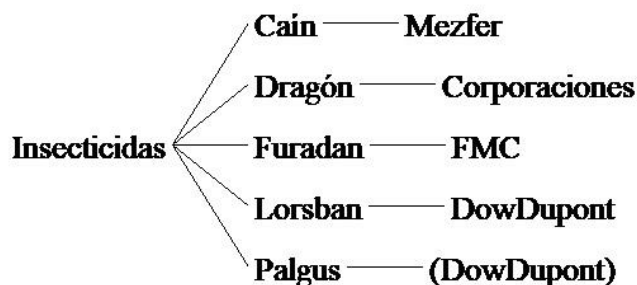 Caín Mezfer
Dragón Corporaciones
Insecticidas Furadan FMC
Lorsban DowDupont
Palgus (DowDupont)